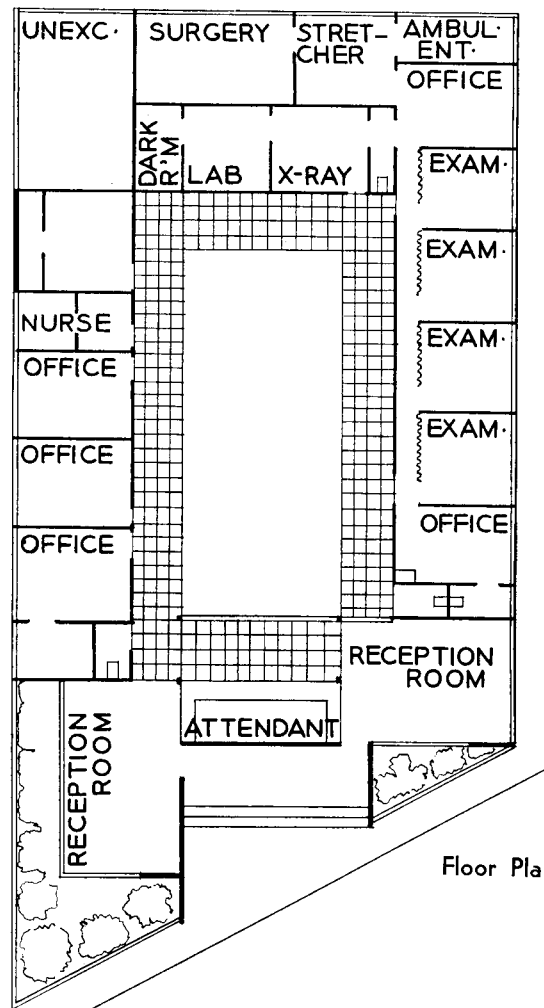 UNEXC·
SURGERY
STRET-
CHER
AMBUL·
ENT·
OFFICE
DARK
R'M
LAB
X-RAY
EXAM·
EXAM·
NURSE
OFFICE
EXAM·
OFFICE
EXAM·
OFFICE
OFFICE
RECEPTION
ROOM
RECEPTION
ROOM
ATTENDANT
Floor Pla